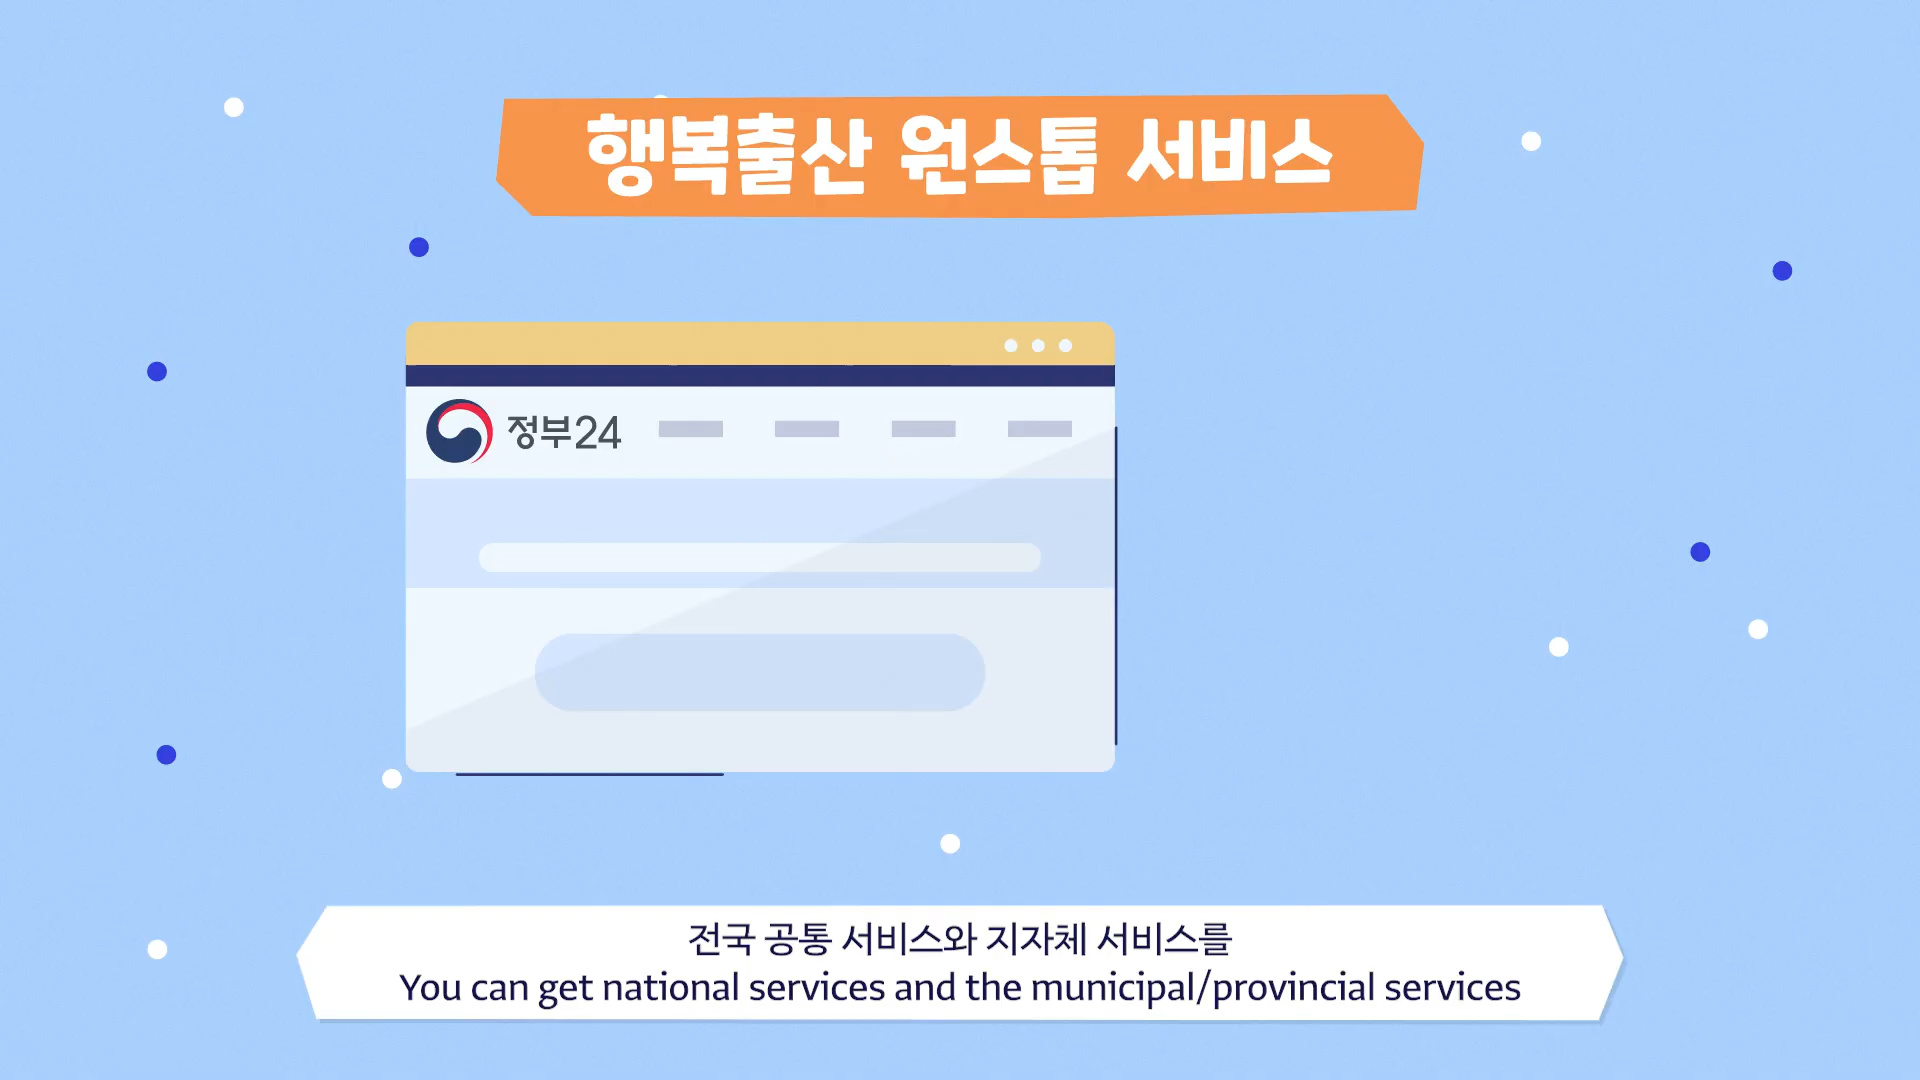 행복출산 원스톱 서비스
정부24
전국 공통 서비스와 지자체 서비스를
You can get national services and the municipal/provincial services